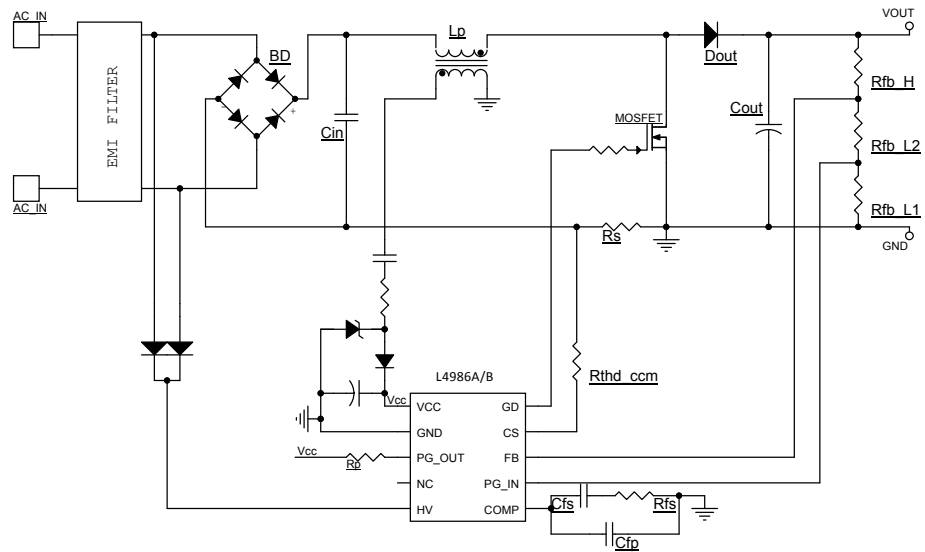 AC_IN
EMI FILTER
AC_IN
BD
-
+
Cin
Lp
MOSFET
Dout
Cout
VOUT
Rfb_H
Rfb_L2
Rfb_L1
GND
Rs
Rthd_ccm
L4986A/B
Vcc
VCC
GND
PG_OUT
NC
HV
GD
CS
FB
PG_IN
COMP
Vcc
Rp
Cfs
Rfs
Cfp